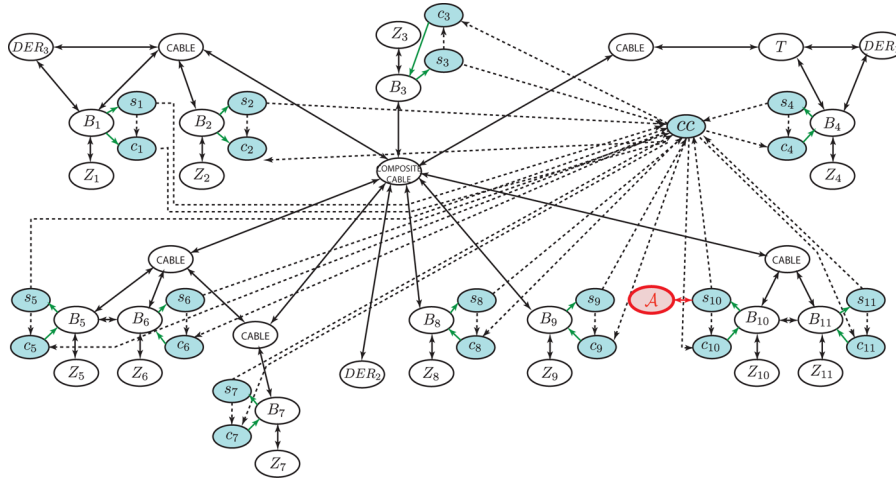 c₃
Z₃
DER₃
CABLE
CABLE
T
DER
s₃
B₃
s₁
s₂
s₄
B₁
B₂
cc
B₄
c₁
c₂
c₄
Z₁
Z₂
COMPOSITE
CABLE
Z₄
CABLE
CABLE
s₅
s₆
s₈
s₉
A
s₁₀
s₁₁
B₅
B₆
B₈
B₉
B₁₀
B₁₁
CABLE
c₅
c₆
c₈
c₉
c₁₀
c₁₁
Z₅
Z₆
DER₂
Z₈
Z₉
Z₁₀
Z₁₁
s₇
B₇
c₇
Z₇